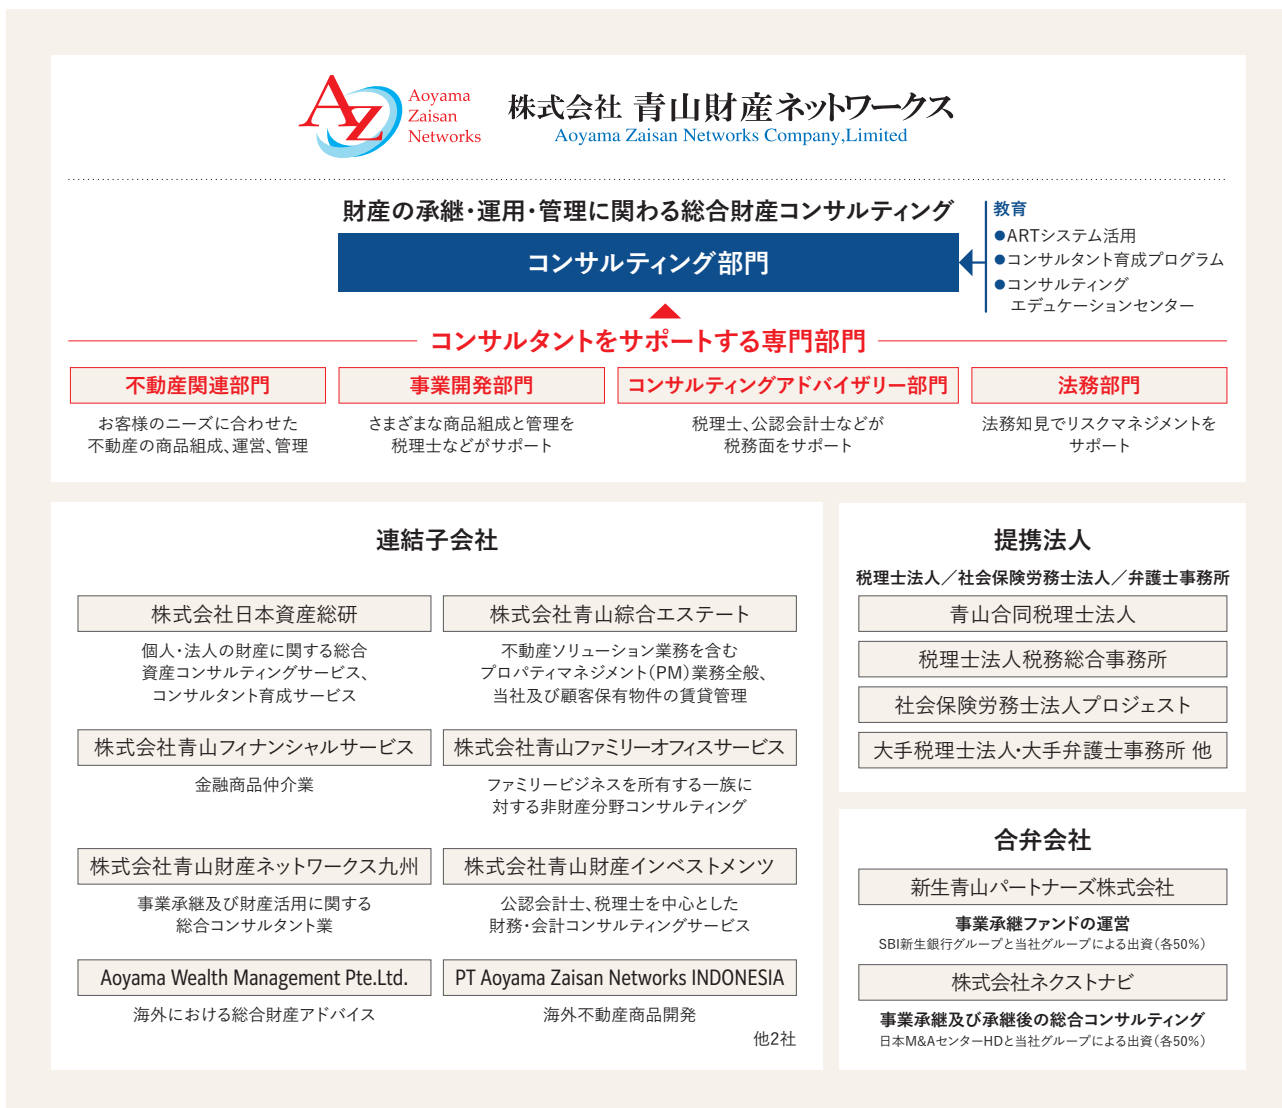 AZ
Aoyama
Zaisan
Networks
株式会社 青山財産ネットワークス
Aoyama Zaisan Networks Company,Limited
財産の承継・運用・管理に関わる総合財産コンサルティング
コンサルティング部門
教育
●ARTシステム活用
●コンサルタント育成プログラム
●コンサルティング
エデュケーションセンター
コンサルタントをサポートする専門部門
不動産関連部門
お客様のニーズに合わせた
不動産の商品組成、運営、管理
事業開発部門
さまざまな商品組成と管理を
税理士などがサポート
コンサルティングアドバイザリー部門
税理士、公認会計士などが
税務面をサポート
法務部門
法務知見でリスクマネジメントを
サポート
連結子会社
株式会社日本資産総研
個人・法人の財産に関する総合
資産コンサルティングサービス、
コンサルタント育成サービス
株式会社青山綜合エステート
不動産ソリューション業務を含む
プロパティマネジメント(PM)業務全般、
当社及び顧客保有物件の賃貸管理
株式会社青山フィナンシャルサービス
金融商品仲介業
株式会社青山ファミリーオフィスサービス
ファミリービジネスを所有する一族に
対する非財産分野コンサルティング
株式会社青山財産ネットワークス九州
事業承継及び財産活用に関する
総合コンサルタント業
株式会社青山財産インベストメンツ
公認会計士、税理士を中心とした
財務・会計コンサルティングサービス
Aoyama Wealth Management Pte.Ltd.
海外における総合財産アドバイス
PT Aoyama Zaisan Networks INDONESIA
海外不動産商品開発
他2社
提携法人
税理士法人／社会保険労務士法人／弁護士事務所
青山合同税理士法人
税理士法人税務総合事務所
社会保険労務士法人プロジェスト
大手税理士法人・大手弁護士事務所 他
合弁会社
新生青山パートナーズ株式会社
事業承継ファンドの運営
SBI新生銀行グループと当社グループによる出資(各50%)
株式会社ネクストナビ
事業承継及び承継後の総合コンサルティング
日本M&AセンターHDと当社グループによる出資(各50%)